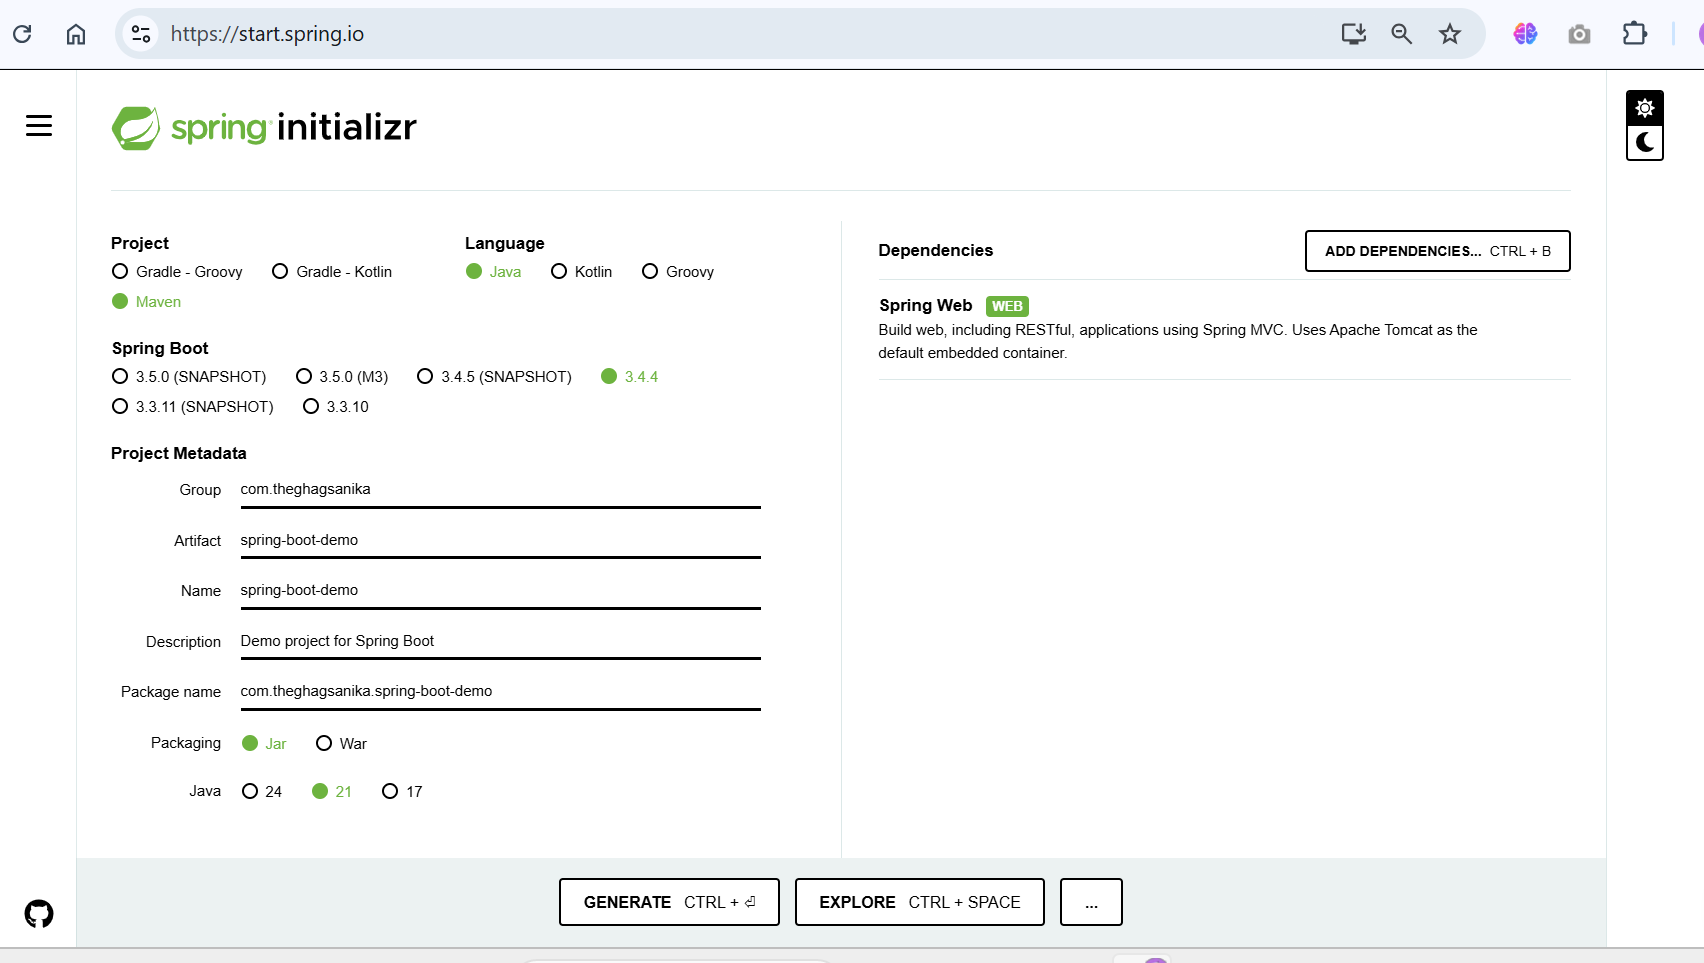 https://start.spring.io
spring initializr
Project
Gradle - Groovy Gradle - Kotlin
Maven
Language
Java Kotlin Groovy
Spring Boot
3.5.0 (SNAPSHOT) 3.5.0 (M3) 3.4.5 (SNAPSHOT) 3.4.4
3.3.11 (SNAPSHOT) 3.3.10
Project Metadata
Group com.theghagsanika
Artifact spring-boot-demo
Name spring-boot-demo
Description Demo project for Spring Boot
Package name com.theghagsanika.spring-boot-demo
Packaging Jar War
Java 24 21 17
Dependencies
ADD DEPENDENCIES... CTRL + B
Spring Web WEB
Build web, including RESTful, applications using Spring MVC. Uses Apache Tomcat as the
default embedded container.
GENERATE CTRL + ⏎
EXPLORE CTRL + SPACE
...